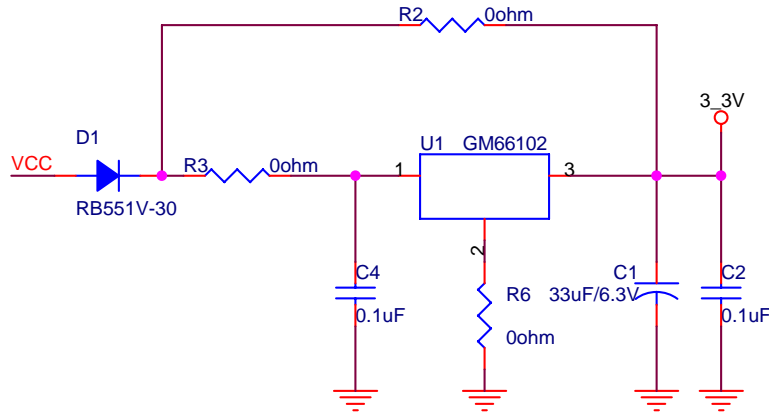 R2 0ohm
3_3V
D1
U1 GM66102
VCC
R3 0ohm
1
3
RB551V-30
2
C4
C1
C2
R6
33uF/6.3V
0.1uF
0.1uF
0ohm